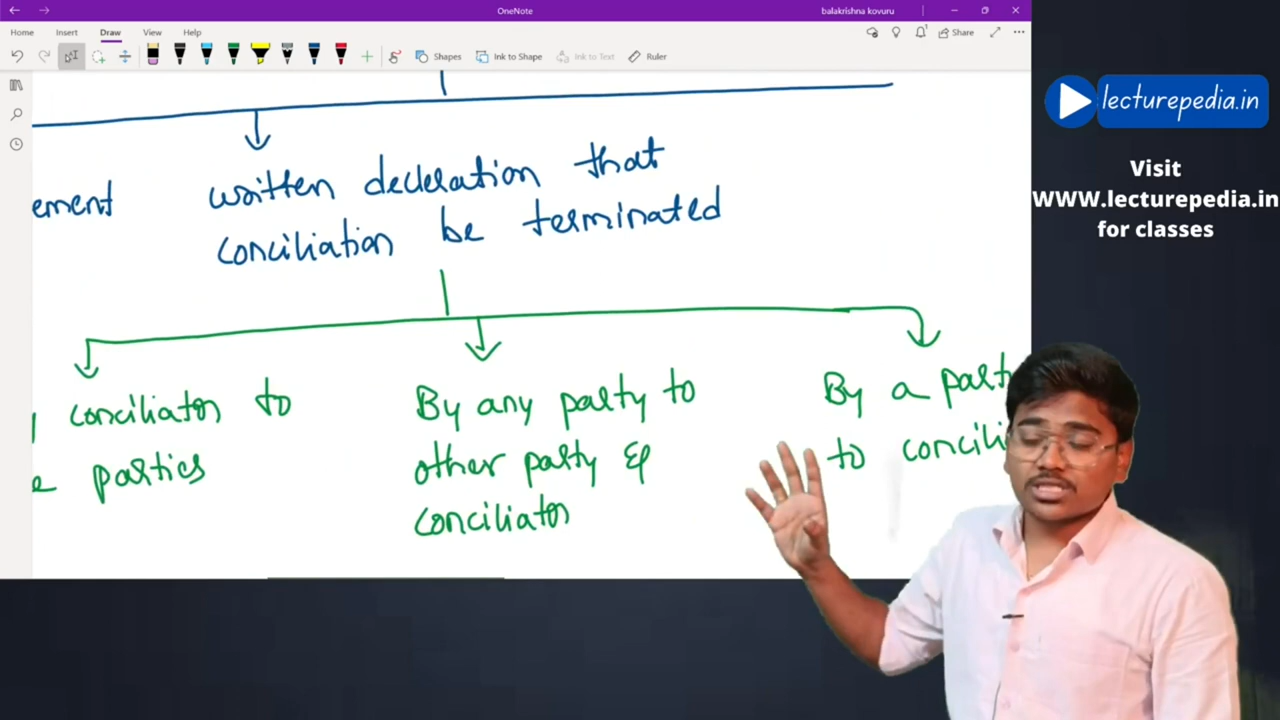 OneNote
balakrishna kovuru
Home Insert Draw View Help
Share
Shapes Ink to Shape Ink to Text Ruler
lecturepedia.in
Visit
WWW.lecturepedia.in
for classes
ement written decleration that
conciliation be terminated
conciliator to
parties
By any party to
other party &
conciliator
By a party
to concili